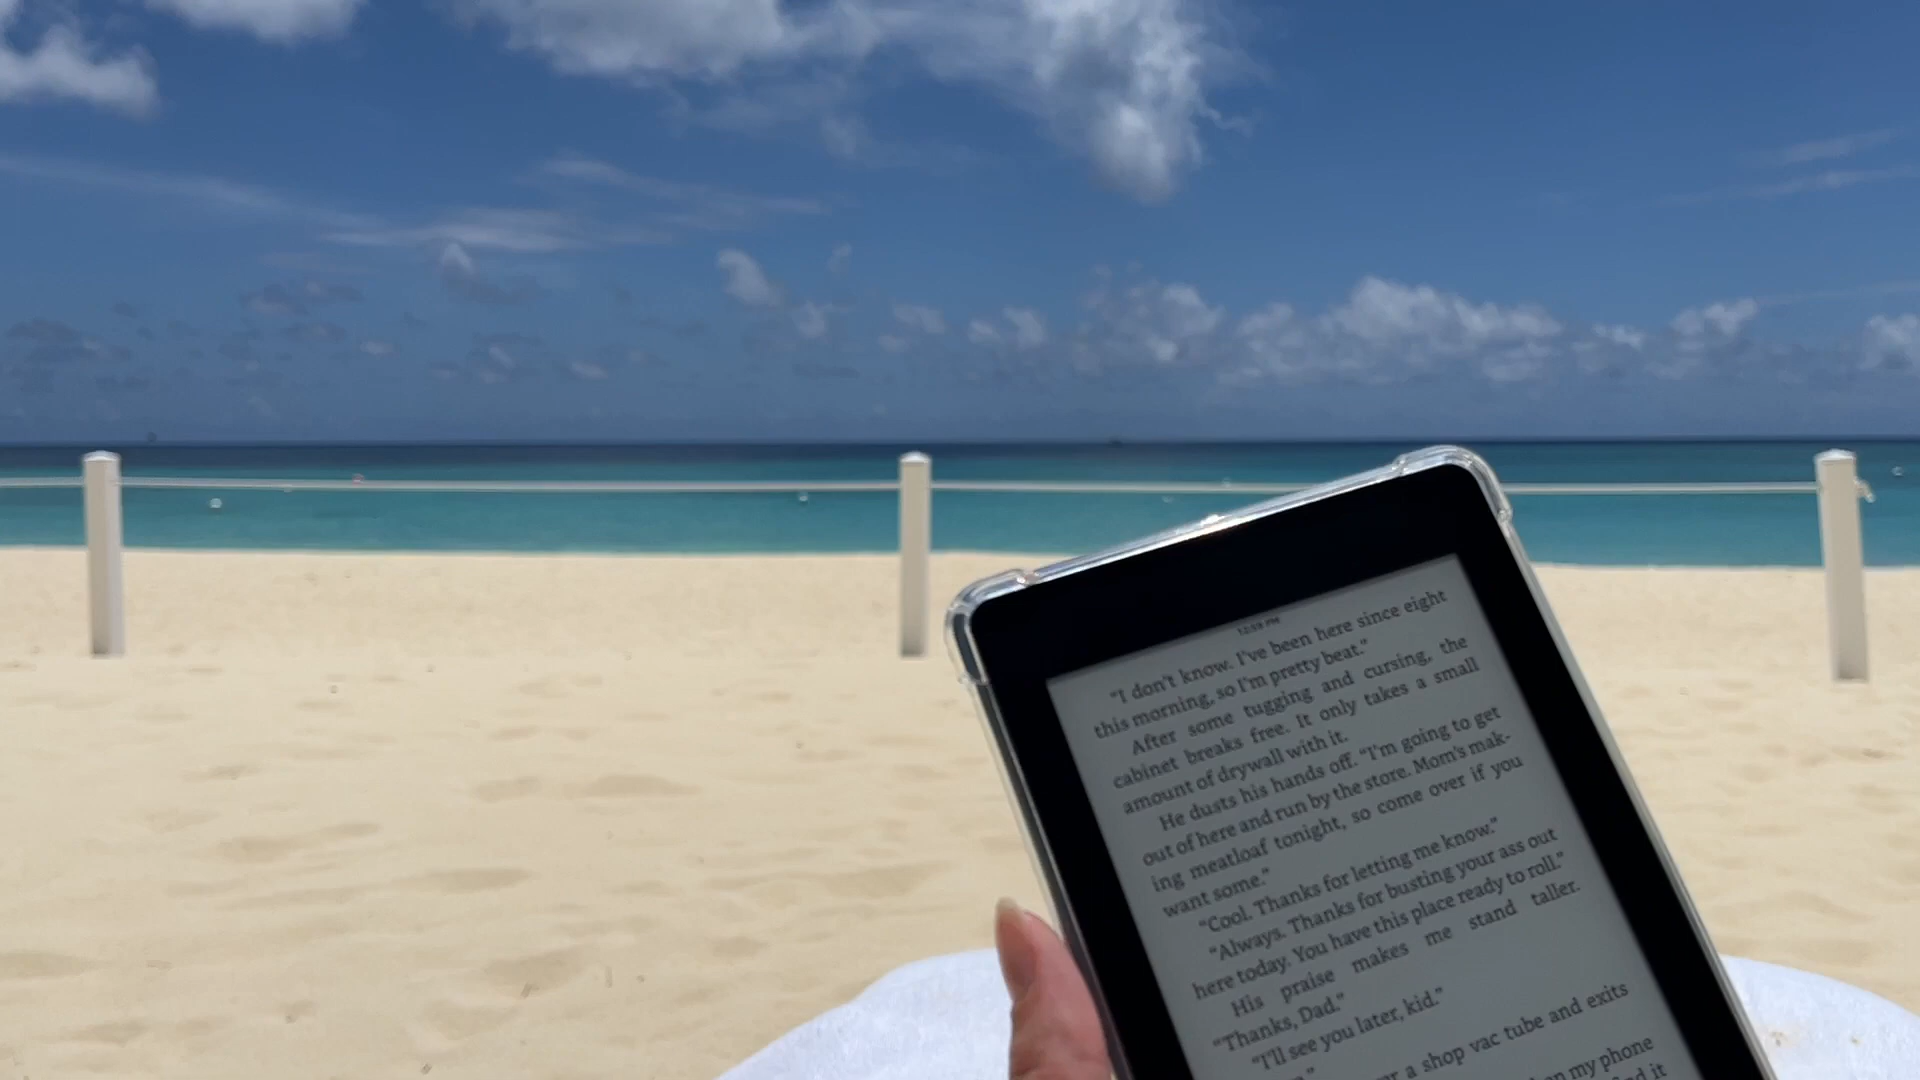 12:59 PM
“I don’t know. I’ve been here since eight
this morning, so I’m pretty beat.”
After some tugging and cursing, the
cabinet breaks free. It only takes a small
amount of drywall with it.
He dusts his hands off. “I’m going to get
out of here and run by the store. Mom’s mak-
ing meatloaf tonight, so come over if you
want some.”
“Cool. Thanks for letting me know.”
“Always. Thanks for busting your ass out
here today. You have this place ready to roll.”
His praise makes me stand taller.
“Thanks, Dad.”
“I’ll see you later, kid.”
a shop vac tube and exits
my phone
it